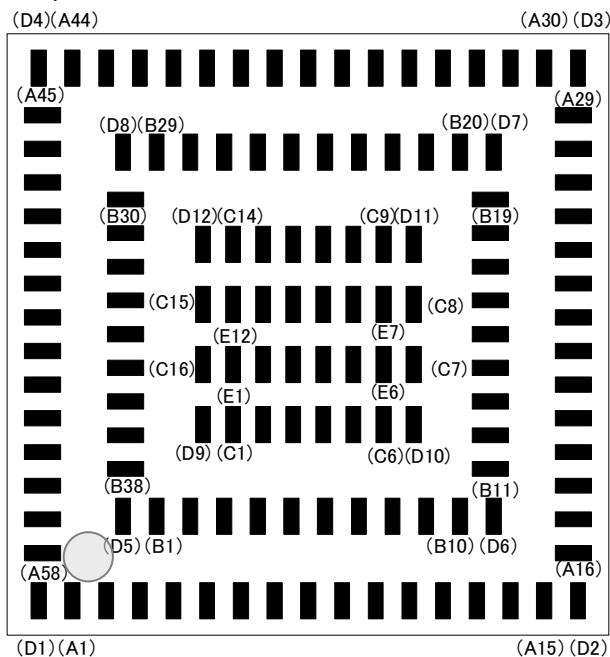 (D4)(A44) (A30)(D3)
(A45) (A29)
(D8)(B29) (B20)(D7)
(B30) (D12)(C14) (C9)(D11) (B19)
(C15) (C8)
(E12) (E7)
(C16) (C7)
(E1) (E6)
(D9)(C1) (C6)(D10)
(B38) (B11)
(D5)(B1) (B10)(D6)
(A58) (A16)
(D1)(A1) (A15)(D2)